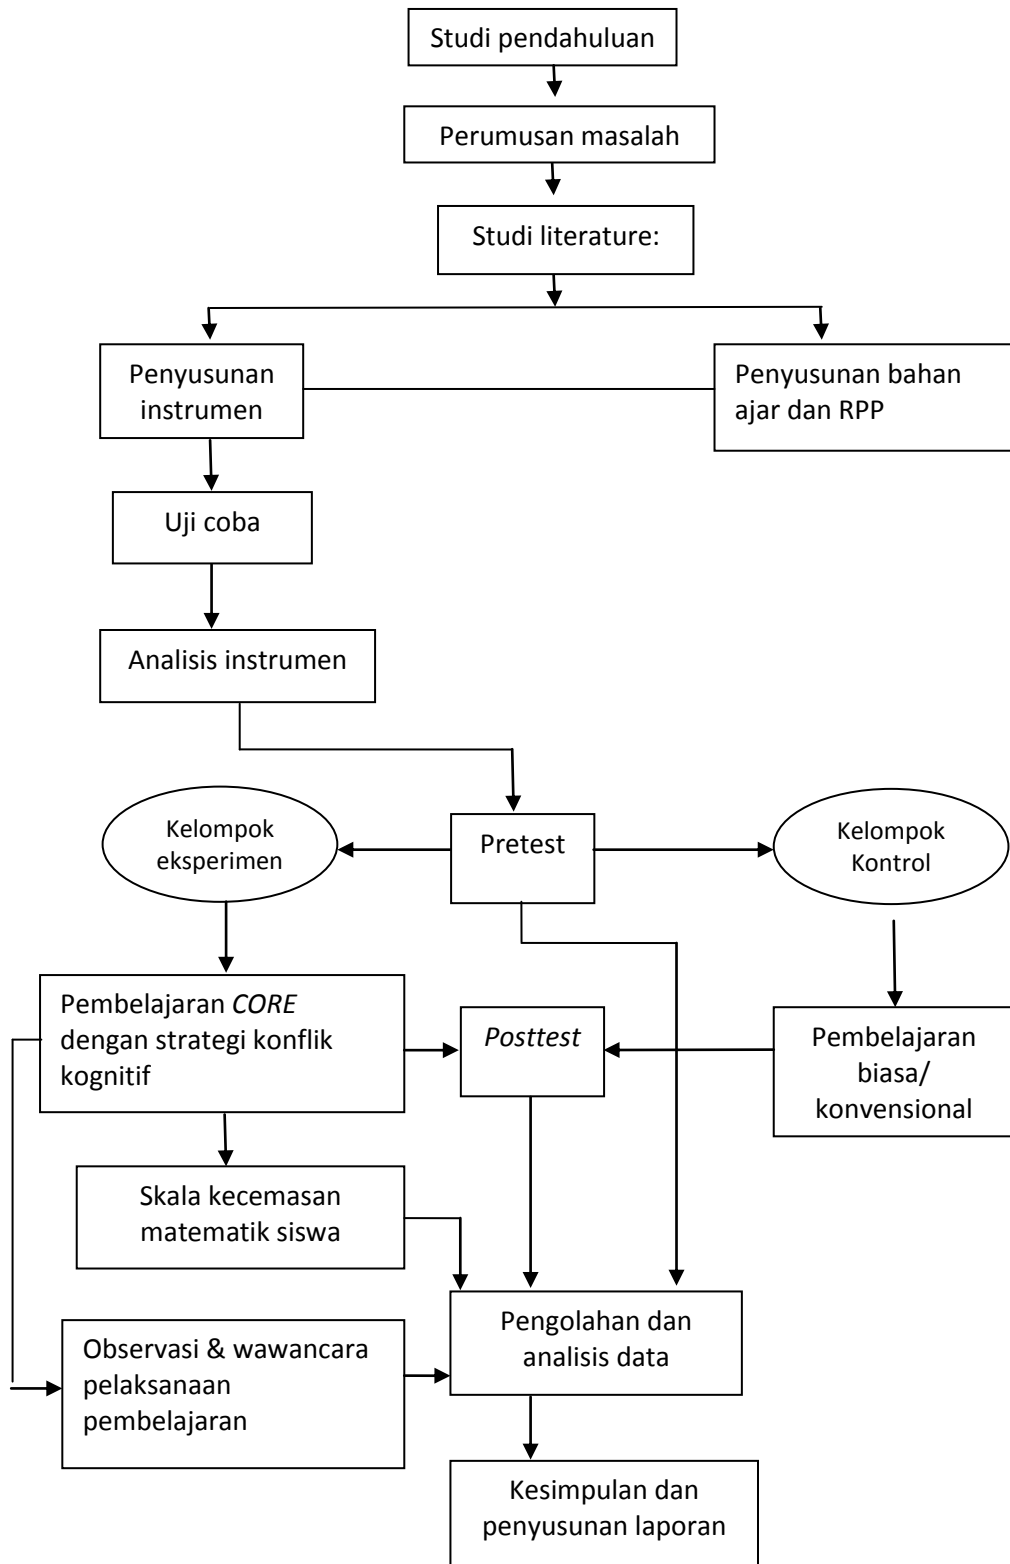 Studi pendahuluan
Perumusan masalah
Studi literature:
Penyusunan
instrumen
Penyusunan bahan
ajar dan RPP
Uji coba
Analisis instrumen
Kelompok
eksperimen
Pretest
Kelompok
Kontrol
Pembelajaran CORE
dengan strategi konflik
kognitif
Posttest
Pembelajaran
biasa/
konvensional
Skala kecemasan
matematik siswa
Pengolahan dan
analisis data
Observasi & wawancara
pelaksanaan
pembelajaran
Kesimpulan dan
penyusunan laporan